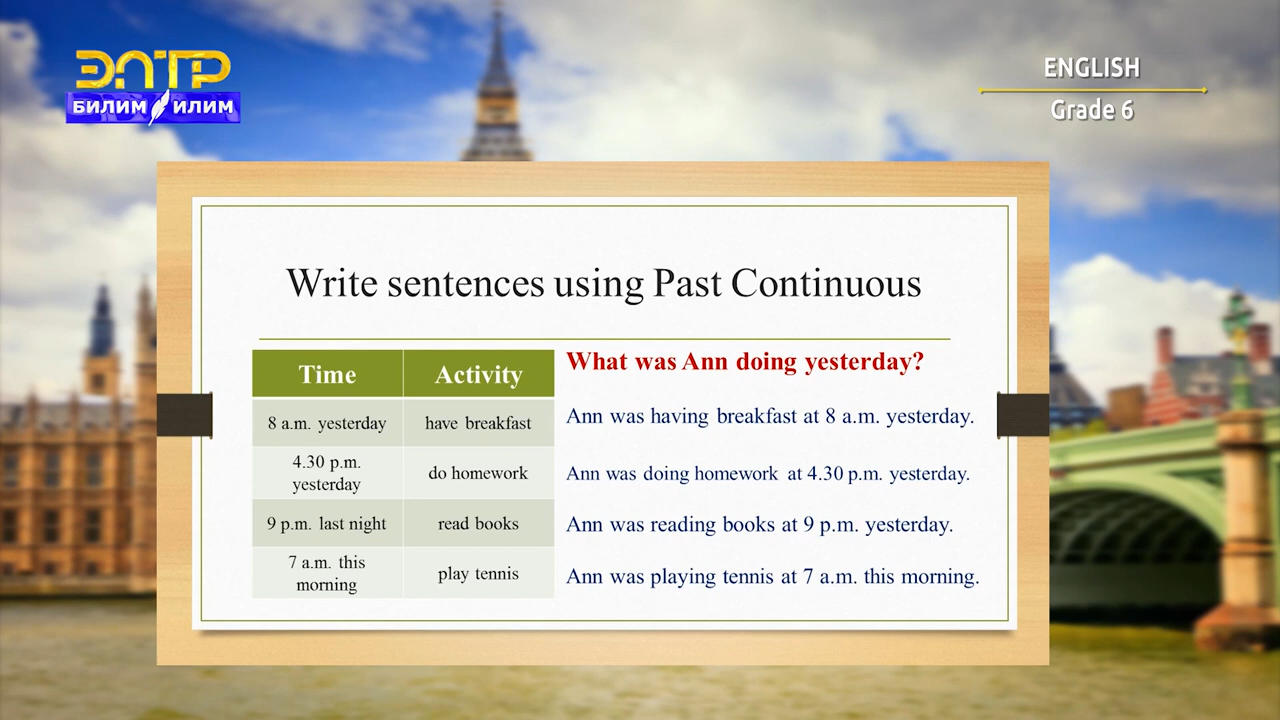 ЭЛТР
БИЛИМ ИЛИМ
ENGLISH
Grade 6
Write sentences using Past Continuous
Time Activity
8 a.m. yesterday have breakfast
4.30 p.m.
yesterday
do homework
9 p.m. last night read books
7 a.m. this
morning
play tennis
What was Ann doing yesterday?
Ann was having breakfast at 8 a.m. yesterday.
Ann was doing homework at 4.30 p.m. yesterday.
Ann was reading books at 9 p.m. yesterday.
Ann was playing tennis at 7 a.m. this morning.